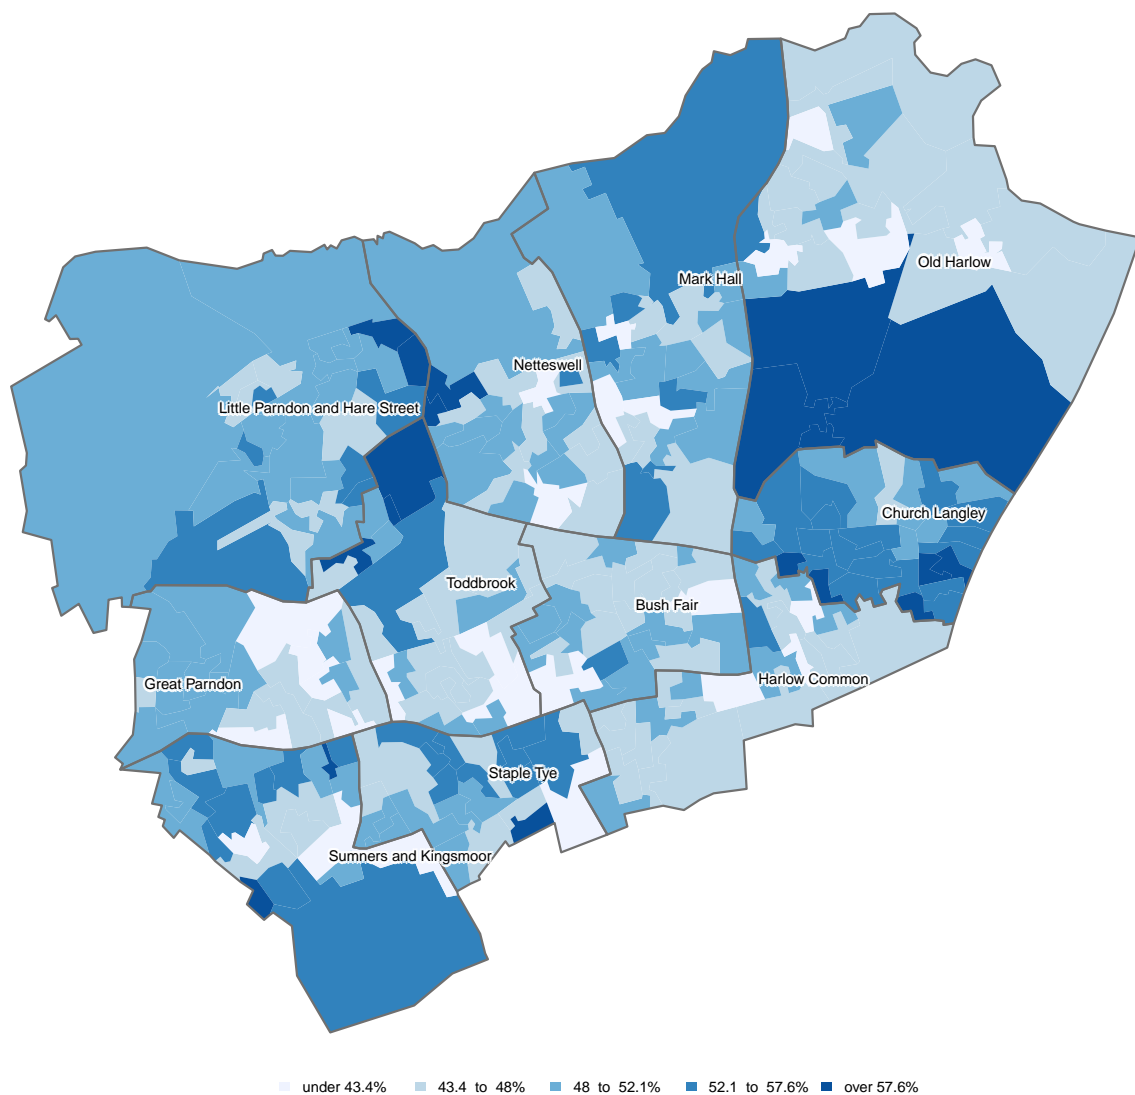 Old Harlow
Mark Hall
Netteswell
Little Parndon and Hare Street
Church Langley
Toddbrook
Bush Fair
Harlow Common
Great Parndon
Staple Tye
Sumners and Kingsmoor
under 43.4% 43.4 to 48% 48 to 52.1% 52.1 to 57.6% over 57.6%